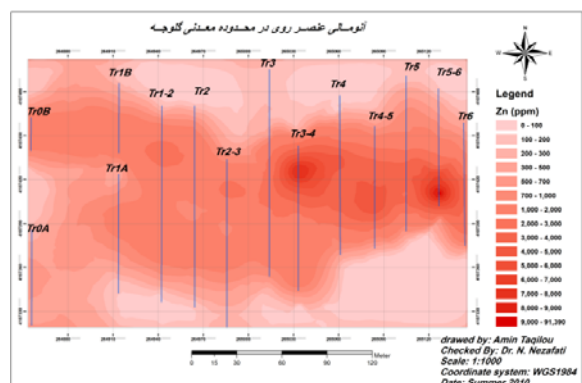 آنومالی عنصر روی در محدوده معدنی گلوجه
N
W
E
S
Tr0B
Tr1B
Tr1-2
Tr2
Tr3
Tr4
Tr5
Tr5-6
Tr4-5
Tr6
Tr3-4
Tr2-3
Tr1A
Tr0A
Legend
Zn (ppm)
0 - 100
100 - 200
200 - 300
300 - 500
500 - 700
700 - 1,000
1,000 - 2,000
2,000 - 3,000
3,000 - 4,000
4,000 - 5,000
5,000 - 6,000
6,000 - 7,000
7,000 - 8,000
8,000 - 9,000
9,000 - 91,390
0 15 30 60 90 120
Meter
drawed by: Amin Taqilou
Checked By: Dr. N. Nezafati
Scale: 1:1000
Coordinate system: WGS1984
Date: Summer 2010